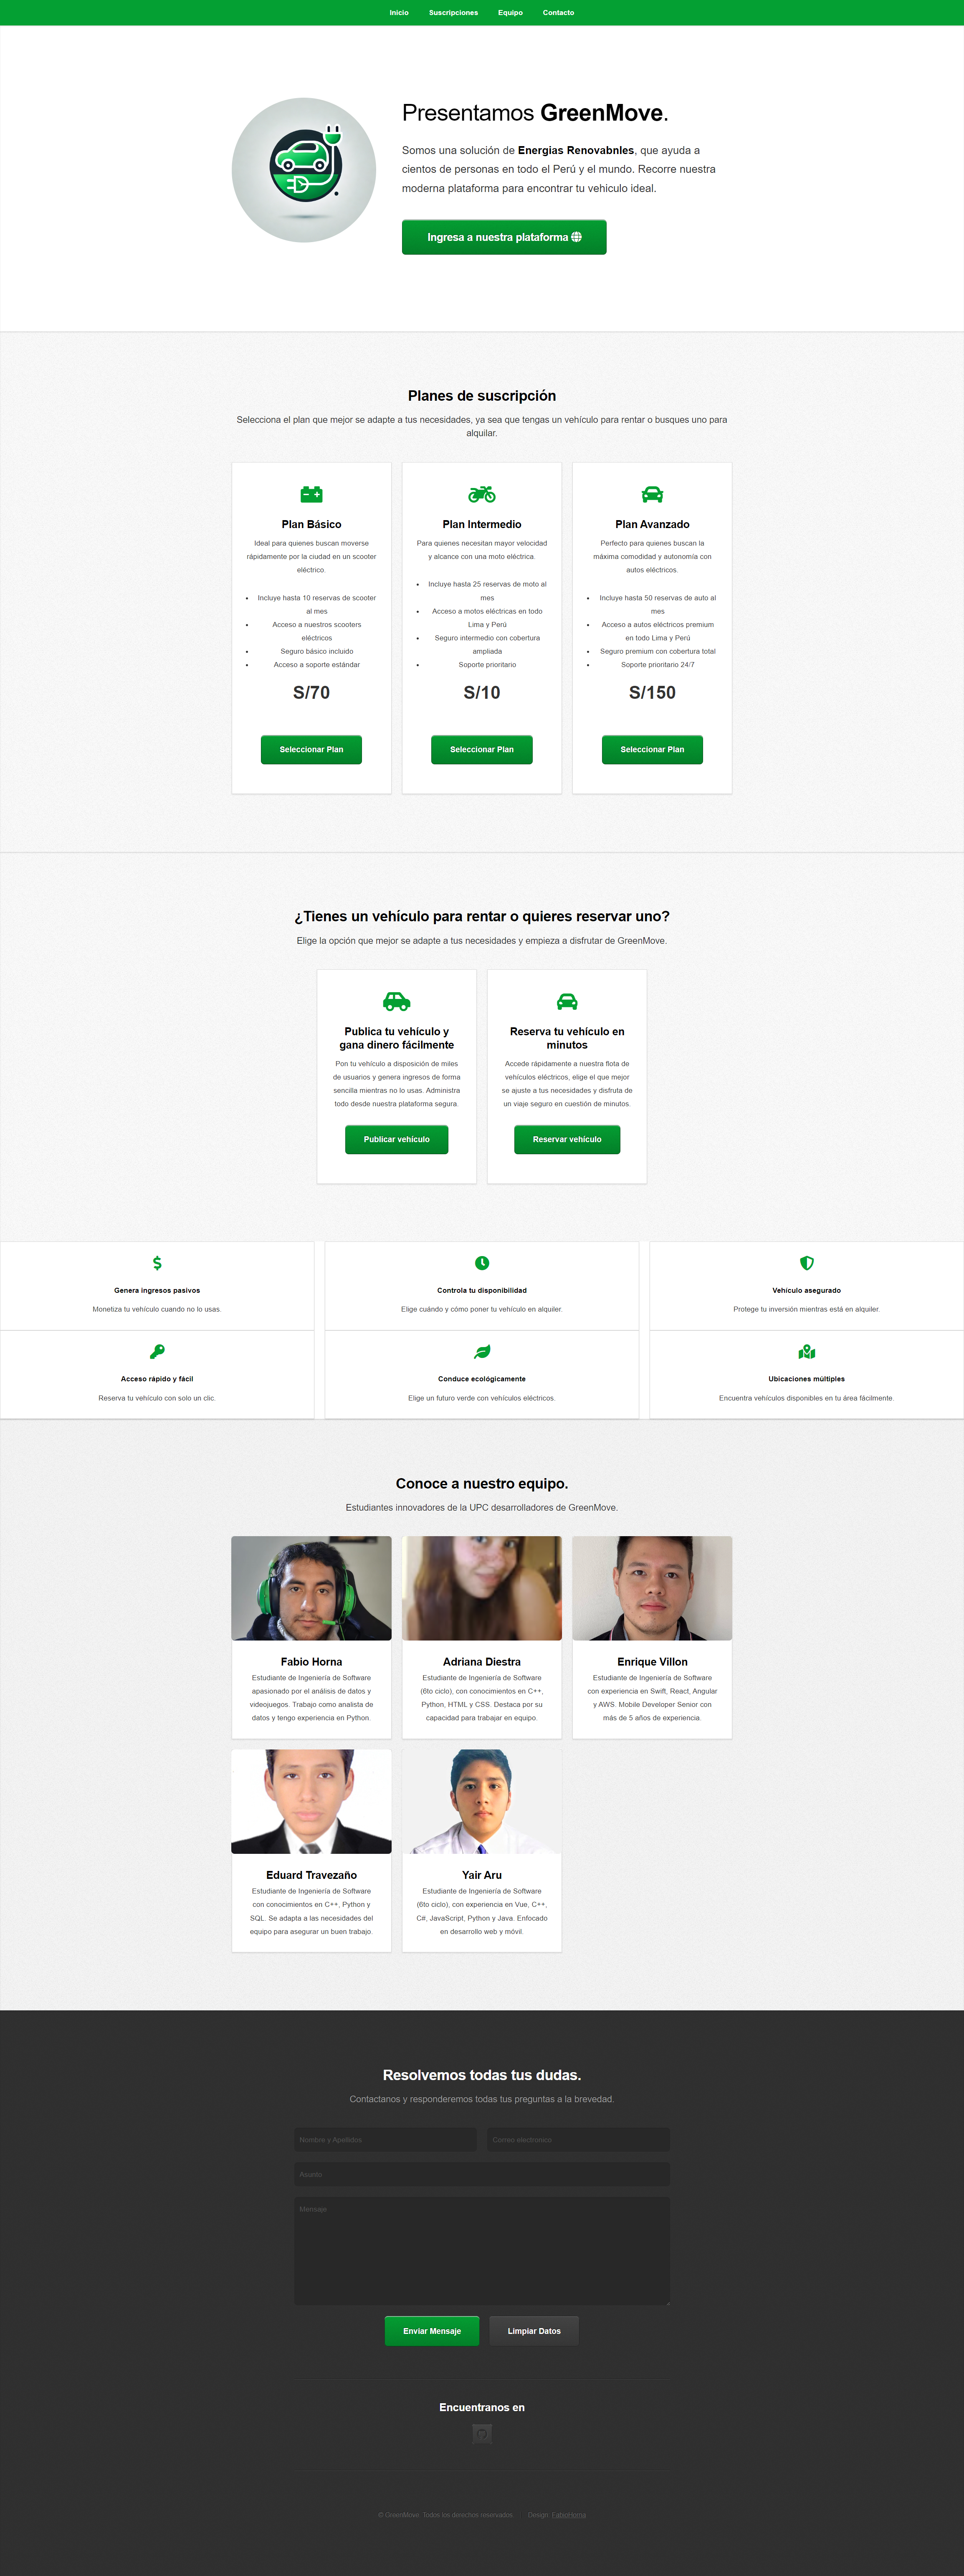 Inicio Suscripciones Equipo Contacto
Presentamos GreenMove.
Somos una solución de Energias Renovabnles, que ayuda a
cientos de personas en todo el Perú y el mundo. Recorre nuestra
moderna plataforma para encontrar tu vehiculo ideal.
Ingresa a nuestra plataforma
Planes de suscripción
Selecciona el plan que mejor se adapte a tus necesidades, ya sea que tengas un vehículo para rentar o busques uno para
alquilar.
Plan Básico
Ideal para quienes buscan moverse
rápidamente por la ciudad en un scooter
eléctrico.
• Incluye hasta 10 reservas de scooter
al mes
• Acceso a nuestros scooters
eléctricos
• Seguro básico incluido
• Acceso a soporte estándar
S/70
Seleccionar Plan
Plan Intermedio
Para quienes necesitan mayor velocidad
y alcance con una moto eléctrica.
• Incluye hasta 25 reservas de moto al
mes
• Acceso a motos eléctricas en todo
Lima y Perú
• Seguro intermedio con cobertura
ampliada
• Soporte prioritario
S/10
Seleccionar Plan
Plan Avanzado
Perfecto para quienes buscan la
máxima comodidad y autonomía con
autos eléctricos.
• Incluye hasta 50 reservas de auto al
mes
• Acceso a autos eléctricos premium
en todo Lima y Perú
• Seguro premium con cobertura total
• Soporte prioritario 24/7
S/150
Seleccionar Plan
¿Tienes un vehículo para rentar o quieres reservar uno?
Elige la opción que mejor se adapte a tus necesidades y empieza a disfrutar de GreenMove.
Publica tu vehículo y
gana dinero fácilmente
Pon tu vehículo a disposición de miles
de usuarios y genera ingresos de forma
sencilla mientras no lo usas. Administra
todo desde nuestra plataforma segura.
Publicar vehículo
Reserva tu vehículo en
minutos
Accede rápidamente a nuestra flota de
vehículos eléctricos, elige el que mejor
se ajuste a tus necesidades y disfruta de
un viaje seguro en cuestión de minutos.
Reservar vehículo
Genera ingresos pasivos
Monetiza tu vehículo cuando no lo usas.
Controla tu disponibilidad
Elige cuándo y cómo poner tu vehículo en alquiler.
Vehículo asegurado
Protege tu inversión mientras está en alquiler.
Acceso rápido y fácil
Reserva tu vehículo con solo un clic.
Conduce ecológicamente
Elige un futuro verde con vehículos eléctricos.
Ubicaciones múltiples
Encuentra vehículos disponibles en tu área fácilmente.
Conoce a nuestro equipo.
Estudiantes innovadores de la UPC desarrolladores de GreenMove.
Fabio Horna
Estudiante de Ingeniería de Software
apasionado por el análisis de datos y
videojuegos. Trabajo como analista de
datos y tengo experiencia en Python.
Adriana Diestra
Estudiante de Ingeniería de Software
(6to ciclo), con conocimientos en C++,
Python, HTML y CSS. Destaca por su
capacidad para trabajar en equipo.
Enrique Villon
Estudiante de Ingeniería de Software
con experiencia en Swift, React, Angular
y AWS. Mobile Developer Senior con
más de 5 años de experiencia.
Eduard Travezaño
Estudiante de Ingeniería de Software
con conocimientos en C++, Python y
SQL. Se adapta a las necesidades del
equipo para asegurar un buen trabajo.
Yair Aru
Estudiante de Ingeniería de Software
(6to ciclo), con experiencia en Vue, C++,
C#, JavaScript, Python y Java. Enfocado
en desarrollo web y móvil.
Resolvemos todas tus dudas.
Contactanos y responderemos todas tus preguntas a la brevedad.
Nombre y Apellidos
Correo electronico
Asunto
Mensaje
Enviar Mensaje
Limpiar Datos
Encuentranos en
© GreenMove. Todos los derechos reservados. Design: FabioHorna